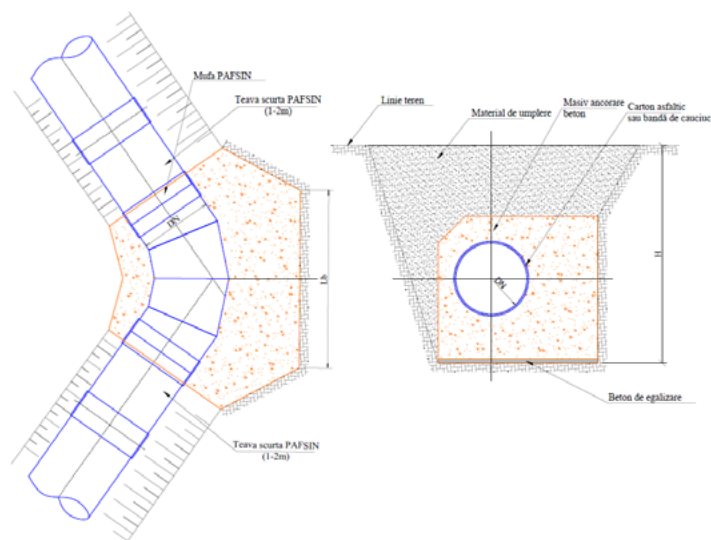 Mufa PAFSIN
Teava scurta PAFSIN
(1-2m)
DN
Lb
Teava scurta PAFSIN
(1-2m)
Linie teren
Material de umplere
Masiv ancorare
beton
Carton asfaltic
sau bandă de cauciuc
DN
H
Beton de egalizare